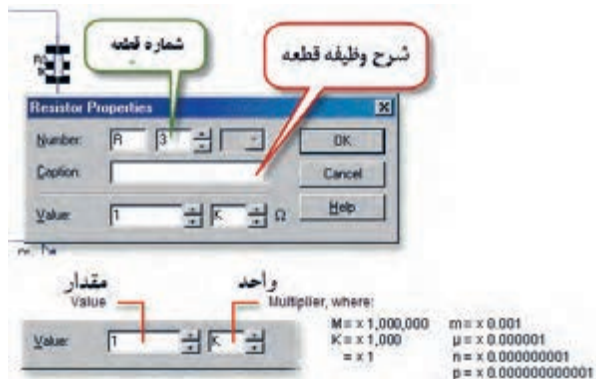 شماره قطعه
شرح وظیفه قطعه
Resistor Properties
Number: R 3
OK
Caption:
Cancel
Value: 1 K Ω
Help
مقدار
واحد
Value
Multiplier, where:
Value: 1 K
M = x 1,000,000
K = x 1,000
= x 1
m = x 0.001
μ = x 0.000001
n = x 0.000000001
p = x 0.000000000001